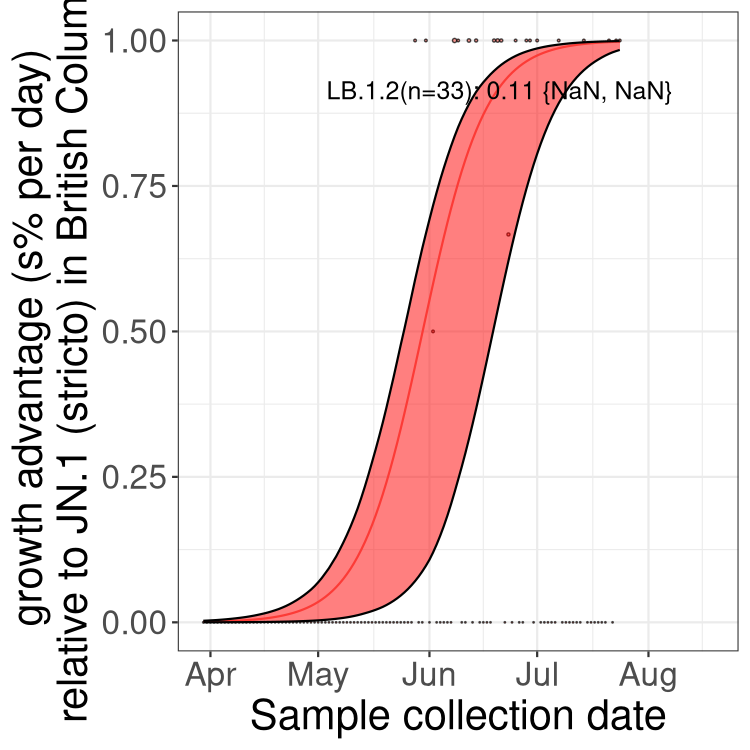 growth advantage (s% per day)
relative to JN.1 (stricto) in British Colum
1.00
0.75
0.50
0.25
0.00
LB.1.2(n=33): 0.11 {NaN, NaN}
Apr May Jun Jul Aug
Sample collection date